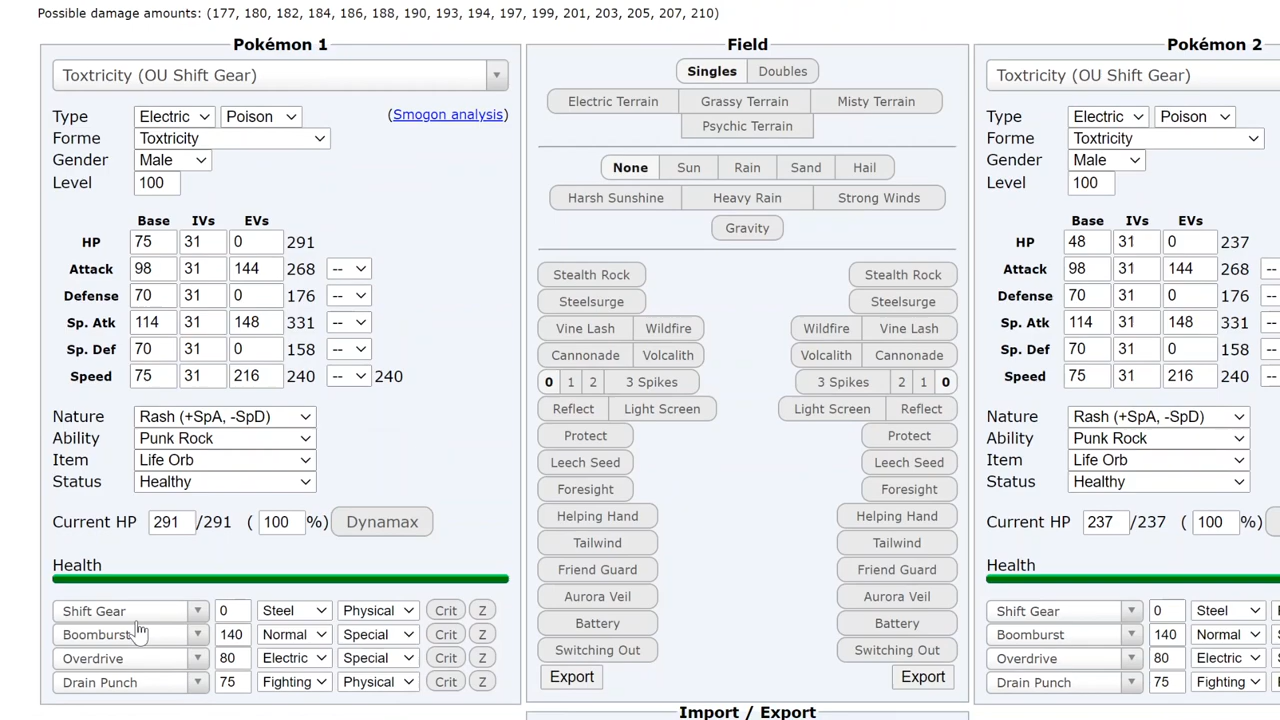 Possible damage amounts: (177, 180, 182, 184, 186, 188, 190, 193, 194, 197, 199, 201, 203, 205, 207, 210)
Pokémon 1
Toxtricity (OU Shift Gear)
Type Electric Poison (Smogon analysis)
Forme Toxtricity
Gender Male
Level 100
Base IVs EVs
HP 75 31 0 291
Attack 98 31 144 268 --
Defense 70 31 0 176 --
Sp. Atk 114 31 148 331 --
Sp. Def 70 31 0 158 --
Speed 75 31 216 240 -- 240
Nature Rash (+SpA, -SpD)
Ability Punk Rock
Item Life Orb
Status Healthy
Current HP 291 /291 ( 100 %) Dynamax
Health
Shift Gear 0 Steel Physical Crit Z
Boomburst 140 Normal Special Crit Z
Overdrive 80 Electric Special Crit Z
Drain Punch 75 Fighting Physical Crit Z
Field
Singles Doubles
Electric Terrain Grassy Terrain Misty Terrain
Psychic Terrain
None Sun Rain Sand Hail
Harsh Sunshine Heavy Rain Strong Winds
Gravity
Stealth Rock Stealth Rock
Steelsurge Steelsurge
Vine Lash Wildfire Wildfire Vine Lash
Cannonade Volcalith Volcalith Cannonade
0 1 2 3 Spikes 3 Spikes 2 1 0
Reflect Light Screen Light Screen Reflect
Protect Protect
Leech Seed Leech Seed
Foresight Foresight
Helping Hand Helping Hand
Tailwind Tailwind
Friend Guard Friend Guard
Aurora Veil Aurora Veil
Battery Battery
Switching Out Switching Out
Export Export
Import / Export
Pokémon 2
Toxtricity (OU Shift Gear)
Type Electric Poison
Forme Toxtricity
Gender Male
Level 100
Base IVs EVs
HP 48 31 0 237
Attack 98 31 144 268 --
Defense 70 31 0 176 --
Sp. Atk 114 31 148 331 --
Sp. Def 70 31 0 158 --
Speed 75 31 216 240 --
Nature Rash (+SpA, -SpD)
Ability Punk Rock
Item Life Orb
Status Healthy
Current HP 237 /237 ( 100 %)
Health
Shift Gear 0 Steel
Boomburst 140 Normal
Overdrive 80 Electric
Drain Punch 75 Fighting